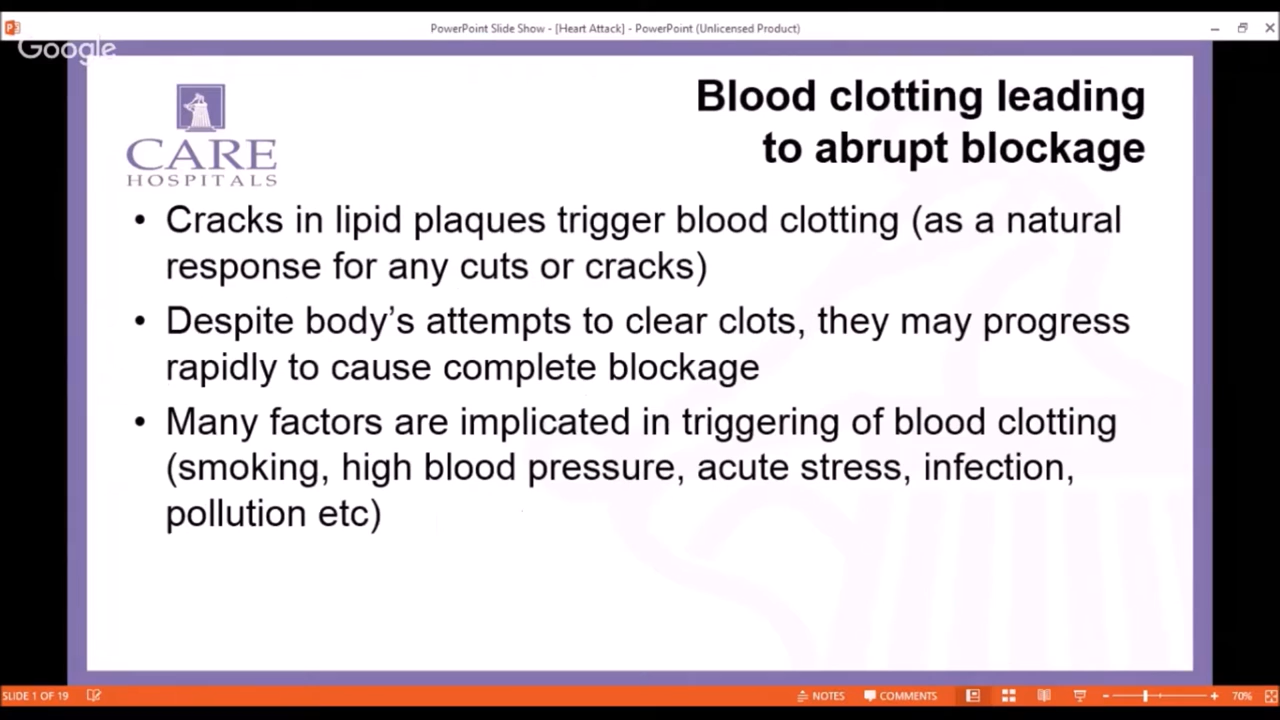 PowerPoint Slide Show - [Heart Attack] - PowerPoint (Unlicensed Product)
Google
CARE
HOSPITALS
Blood clotting leading
to abrupt blockage
• Cracks in lipid plaques trigger blood clotting (as a natural
response for any cuts or cracks)
• Despite body’s attempts to clear clots, they may progress
rapidly to cause complete blockage
• Many factors are implicated in triggering of blood clotting
(smoking, high blood pressure, acute stress, infection,
pollution etc)
SLIDE 1 OF 19 NOTES COMMENTS 70%